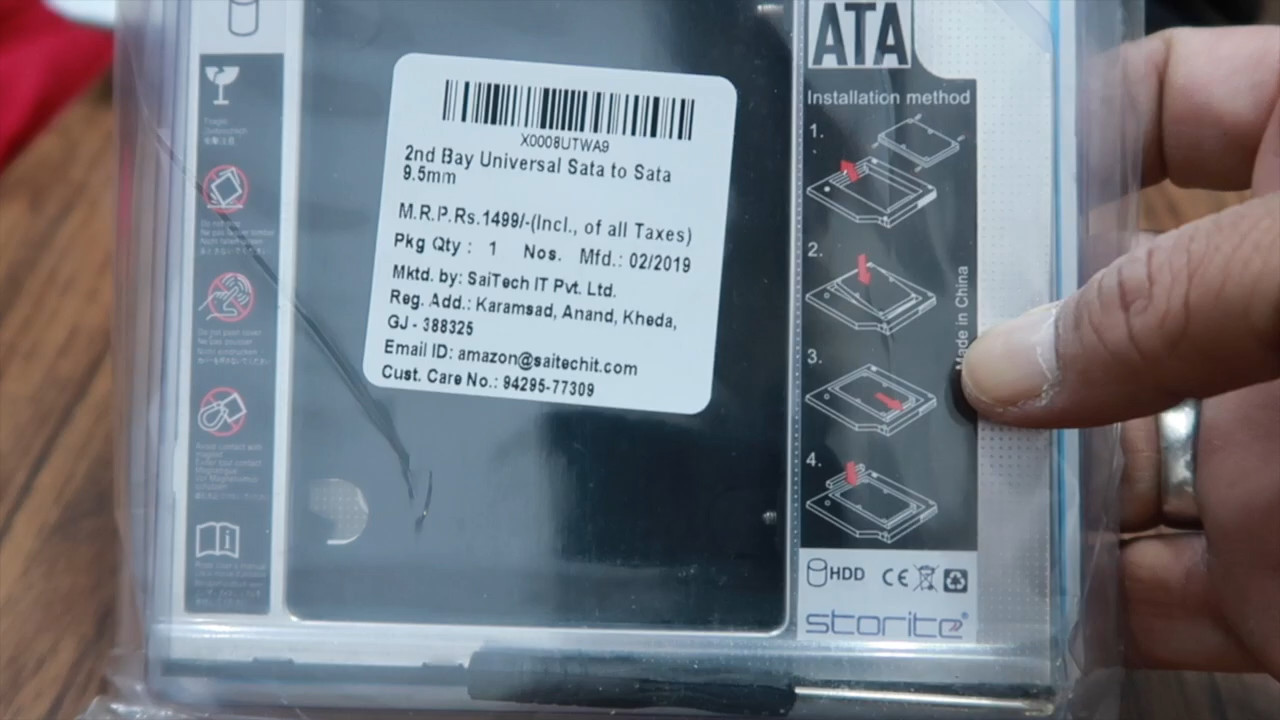 X0008UTWA9
2nd Bay Universal Sata to Sata
9.5mm
M.R.P.Rs.1499/-(Incl., of all Taxes)
Pkg Qty : 1 Nos. Mfd.: 02/2019
Mktd. by: SaiTech IT Pvt. Ltd.
Reg. Add.: Karamsad, Anand, Kheda,
GJ - 388325
Email ID: amazon@saitechit.com
Cust. Care No.: 94295-77309
ATA
Installation method
1.
2.
3.
4.
Made in China
HDD CE
storite®